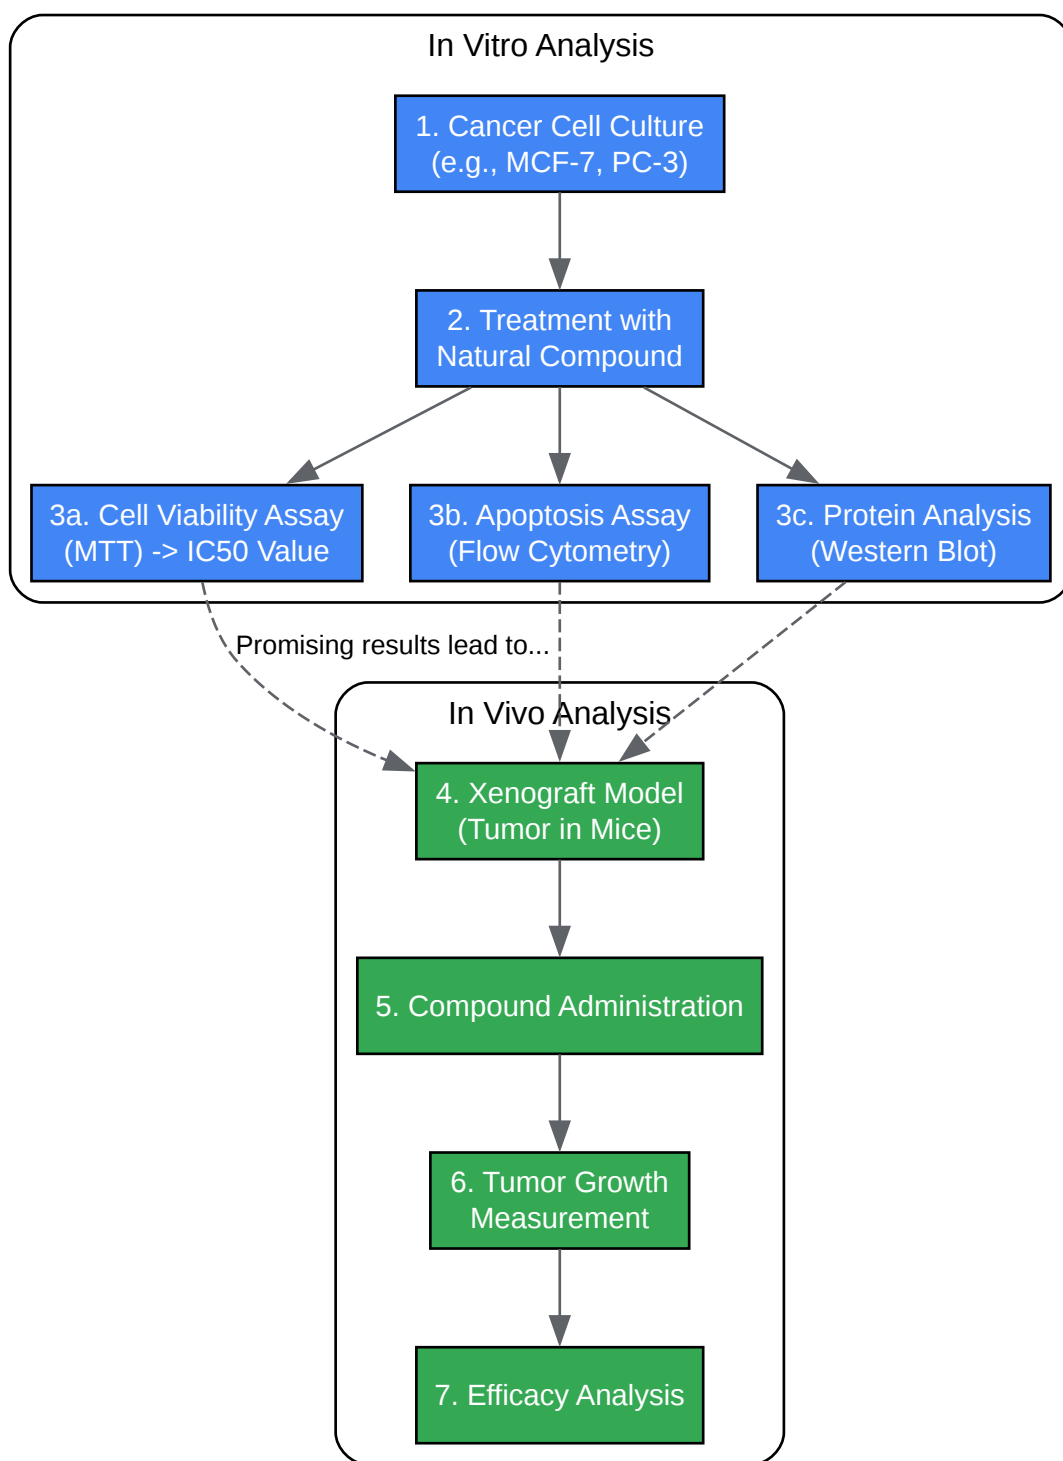 In Vitro Analysis
1. Cancer Cell Culture
(e.g., MCF-7, PC-3)
2. Treatment with
Natural Compound
3a. Cell Viability Assay
(MTT) -> IC50 Value
3b. Apoptosis Assay
(Flow Cytometry)
3c. Protein Analysis
(Western Blot)
Promising results lead to...
In Vivo Analysis
4. Xenograft Model
(Tumor in Mice)
5. Compound Administration
6. Tumor Growth
Measurement
7. Efficacy Analysis